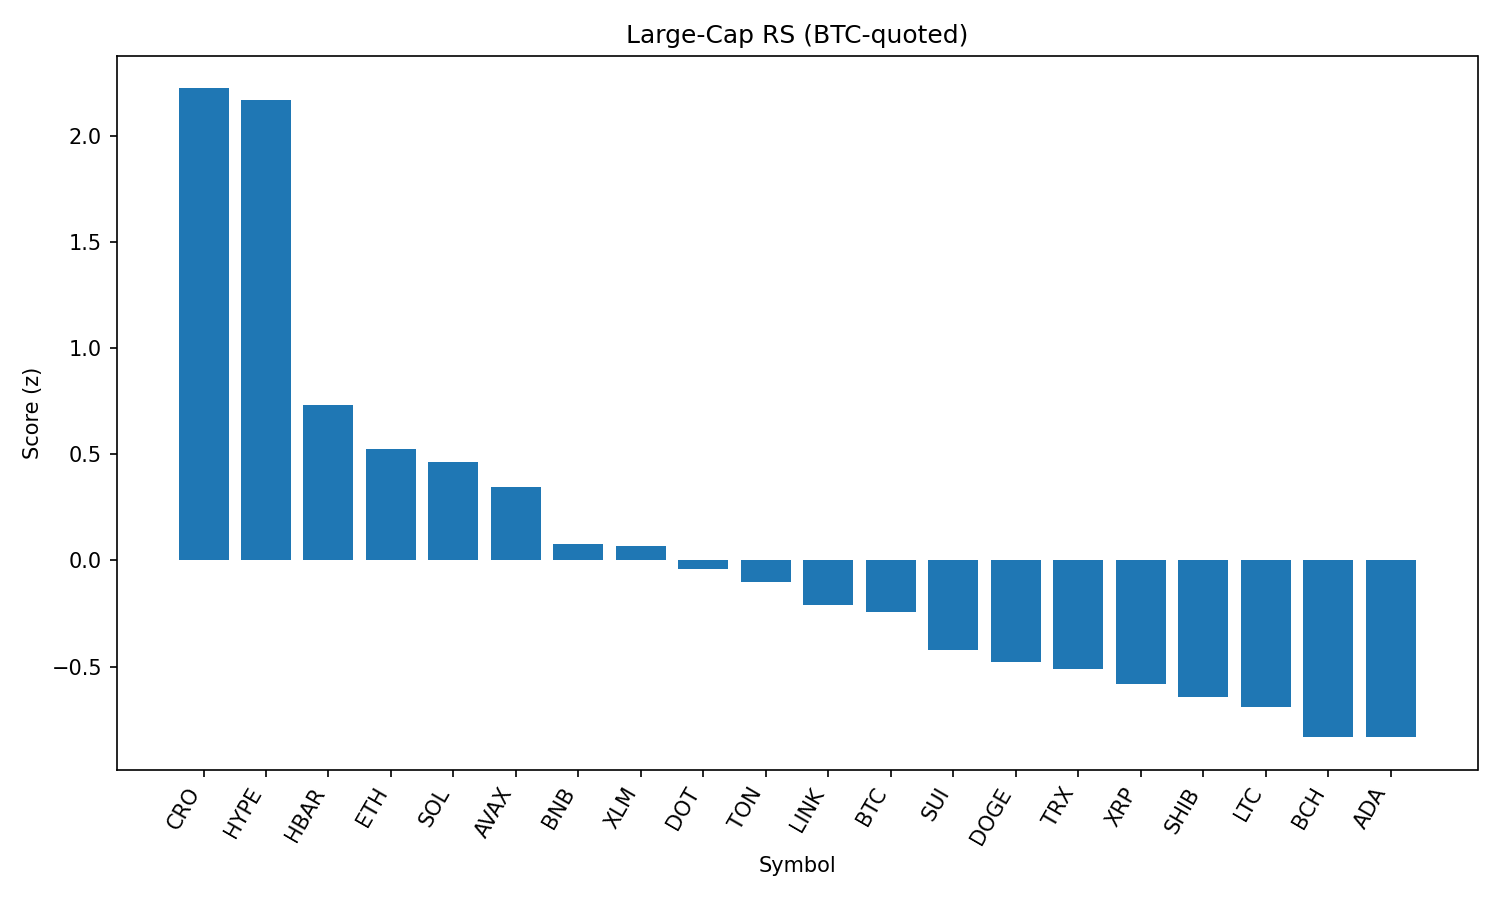 Large-Cap RS (BTC-quoted)
Score (z)
2.0
1.5
1.0
0.5
0.0
−0.5
CRO
HYPE
HBAR
ETH
SOL
AVAX
BNB
XLM
DOT
TON
LINK
BTC
SUI
DOGE
TRX
XRP
SHIB
LTC
BCH
ADA
Symbol